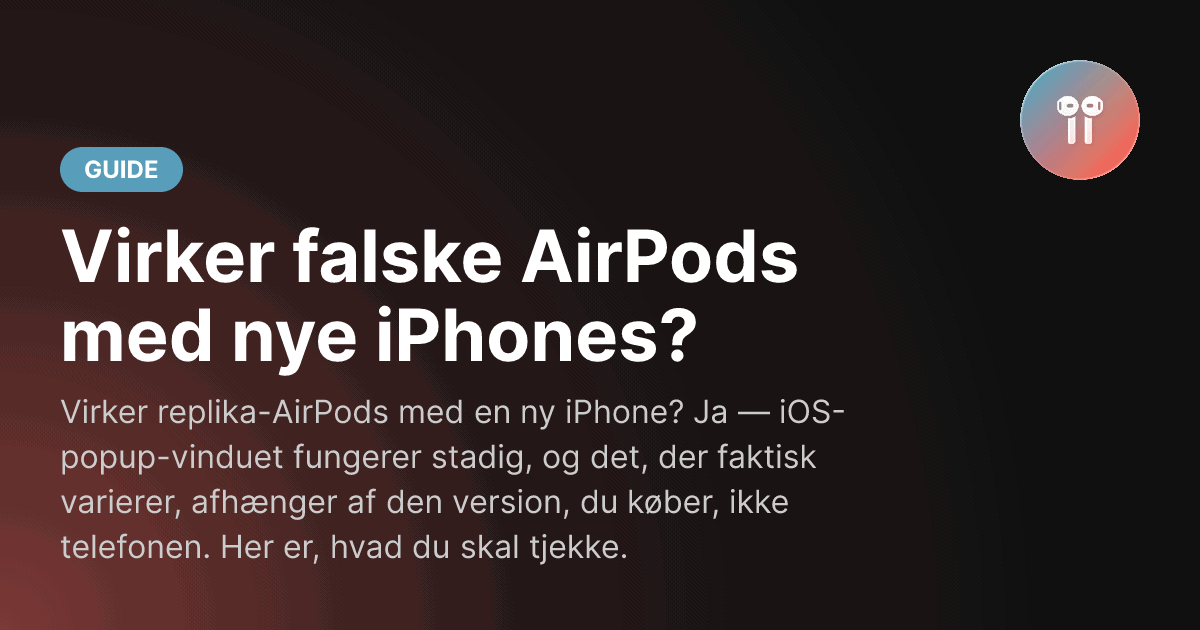 GUIDE
Virker falske AirPods
med nye iPhones?
Virker replika-AirPods med en ny iPhone? Ja — iOS-
popup-vinduet fungerer stadig, og det, der faktisk
varierer, afhænger af den version, du køber, ikke
telefonen. Her er, hvad du skal tjekke.